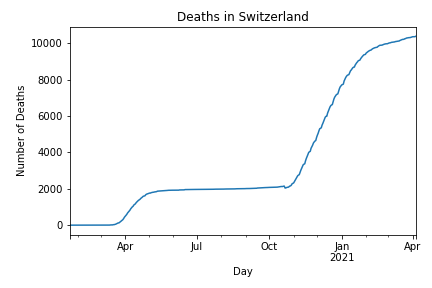 Deaths in Switzerland
Number of Deaths
10000
8000
6000
4000
2000
0
Apr
Jul
Oct
Jan
2021
Apr
Day